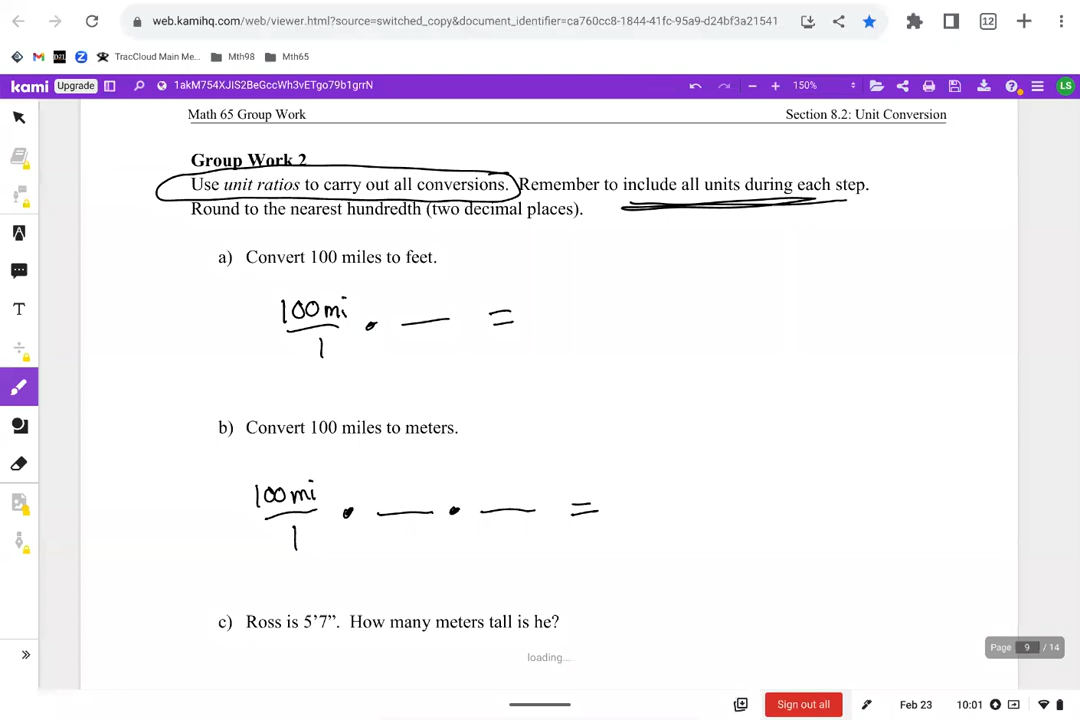 web.kamihq.com/web/viewer.html?source=switched_copy&document_identifier=ca760cc8-1844-41fc-95a9-d24bf3a21541
12
TracCloud Main Me...
Mth98
Mth65
kami
Upgrade
1akM754XJIS2BeGccWh3vETgo79b1grrN
150%
LS
Math 65 Group Work
Section 8.2: Unit Conversion
Group Work 2
Use unit ratios to carry out all conversions. Remember to include all units during each step.
Round to the nearest hundredth (two decimal places).
a) Convert 100 miles to feet.
100mi
— · — =
1
b) Convert 100 miles to meters.
100mi
— · — · — =
1
c) Ross is 5’7”. How many meters tall is he?
loading...
Page 9 / 14
Sign out all
Feb 23
10:01